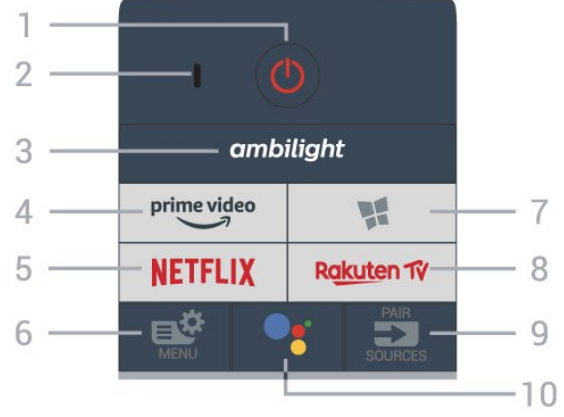 1
2
3 ambilight
4 prime video 7
5 NETFLIX Rakuten TV 8
6 MENU PAIR SOURCES 9
10